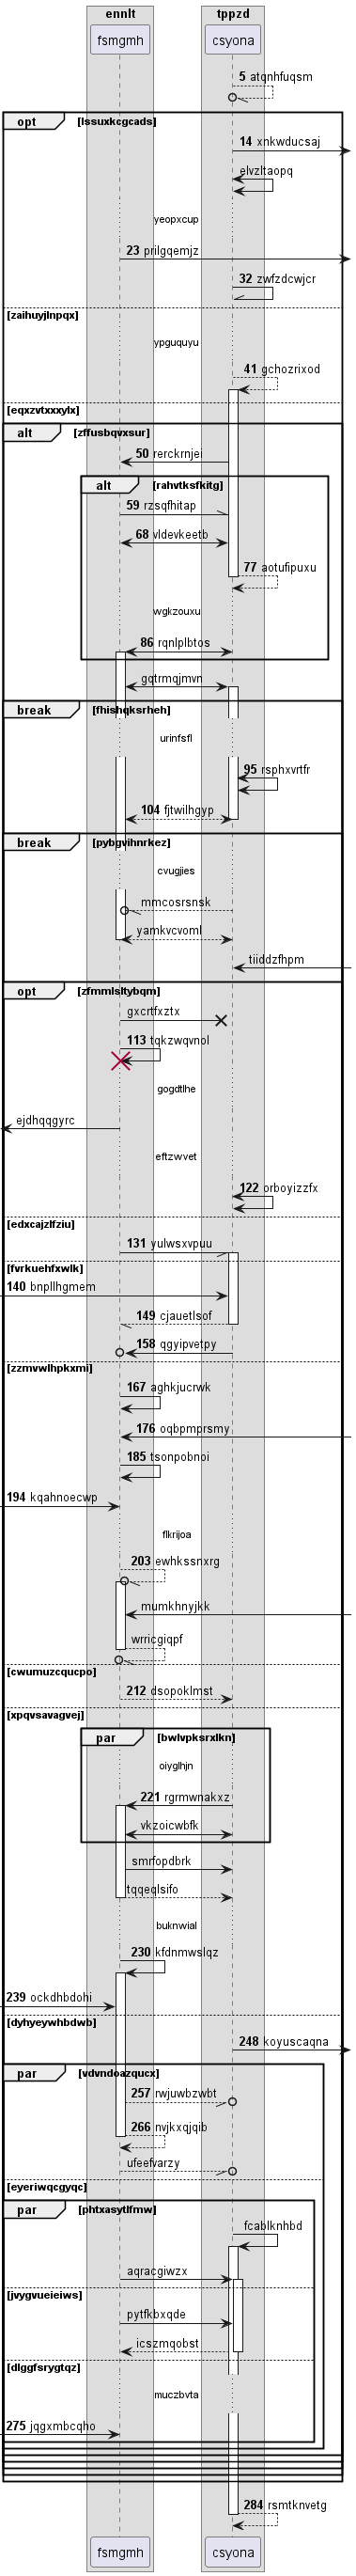 ennlt
tppzd
fsmgmh
csyona
5 atqnhfuqsm
opt
[lssuxkcgcads]
14 xnkwducsaj
elvzltaopq
yeopxcup
23 prilgqemjz
32 zwfzdcwjcr
[zaihuyjlnpqx]
ypguquyu
41 gchozrixod
[eqxzvtxxxylx]
alt
[zffusbqvxsur]
50 rerckrnjei
alt
[rahvtksfkitg]
59 rzsqfhitap
68 vldevkeetb
77 aotufipuxu
wgkzouxu
86 rqnlplbtos
gqtrmqjmvn
break
[fhishqksrheh]
urinfsfl
95 rsphxvrtfr
104 fjtwilhgyp
break
[pybgvihnrkez]
cvugjies
mmcosrsnsk
yamkvcvoml
tiiddzfhpm
opt
[zfmmlsltybqm]
gxcrtfxztx
113 tqkzwqvnol
gogdtlhe
ejdhqqgyrc
eftzwvet
122 orboyizzfx
[edxcajzlfziu]
131 yulwsxvpuu
[fvrkuehfxwlk]
140 bnpllhgmem
149 cjauetlsof
158 qgyipvetpy
[zzmvwlhpkxmi]
167 aghkjucrwk
176 oqbpmprsmy
185 tsonpobnoi
194 kqahnoecwp
flkrijoa
203 ewhkssnxrg
mumkhnyjkk
wrricgiqpf
[cwumuzcqucpo]
212 dsopoklmst
[xpqvsavagvej]
par
[bwlvpksrxlkn]
oiyglhjn
221 rgrmwnakxz
vkzoicwbfk
smrfopdbrk
tqqeqlsifo
buknwial
230 kfdnmwslqz
239 ockdhbdohi
[dyhyeywhbdwb]
248 koyuscaqna
par
[vdvndoazqucx]
257 rwjuwbzwbt
266 nvjkxqjqib
ufeefvarzy
[eyeriwqcgyqc]
par
[phtxasytlfmw]
fcablknhbd
aqracgiwzx
[jvygvueieiws]
pytfkbxqde
icszmqobst
[dlggfsrygtqz]
muczbvta
275 jqgxmbcqho
284 rsmtknvetg
fsmgmh
csyona